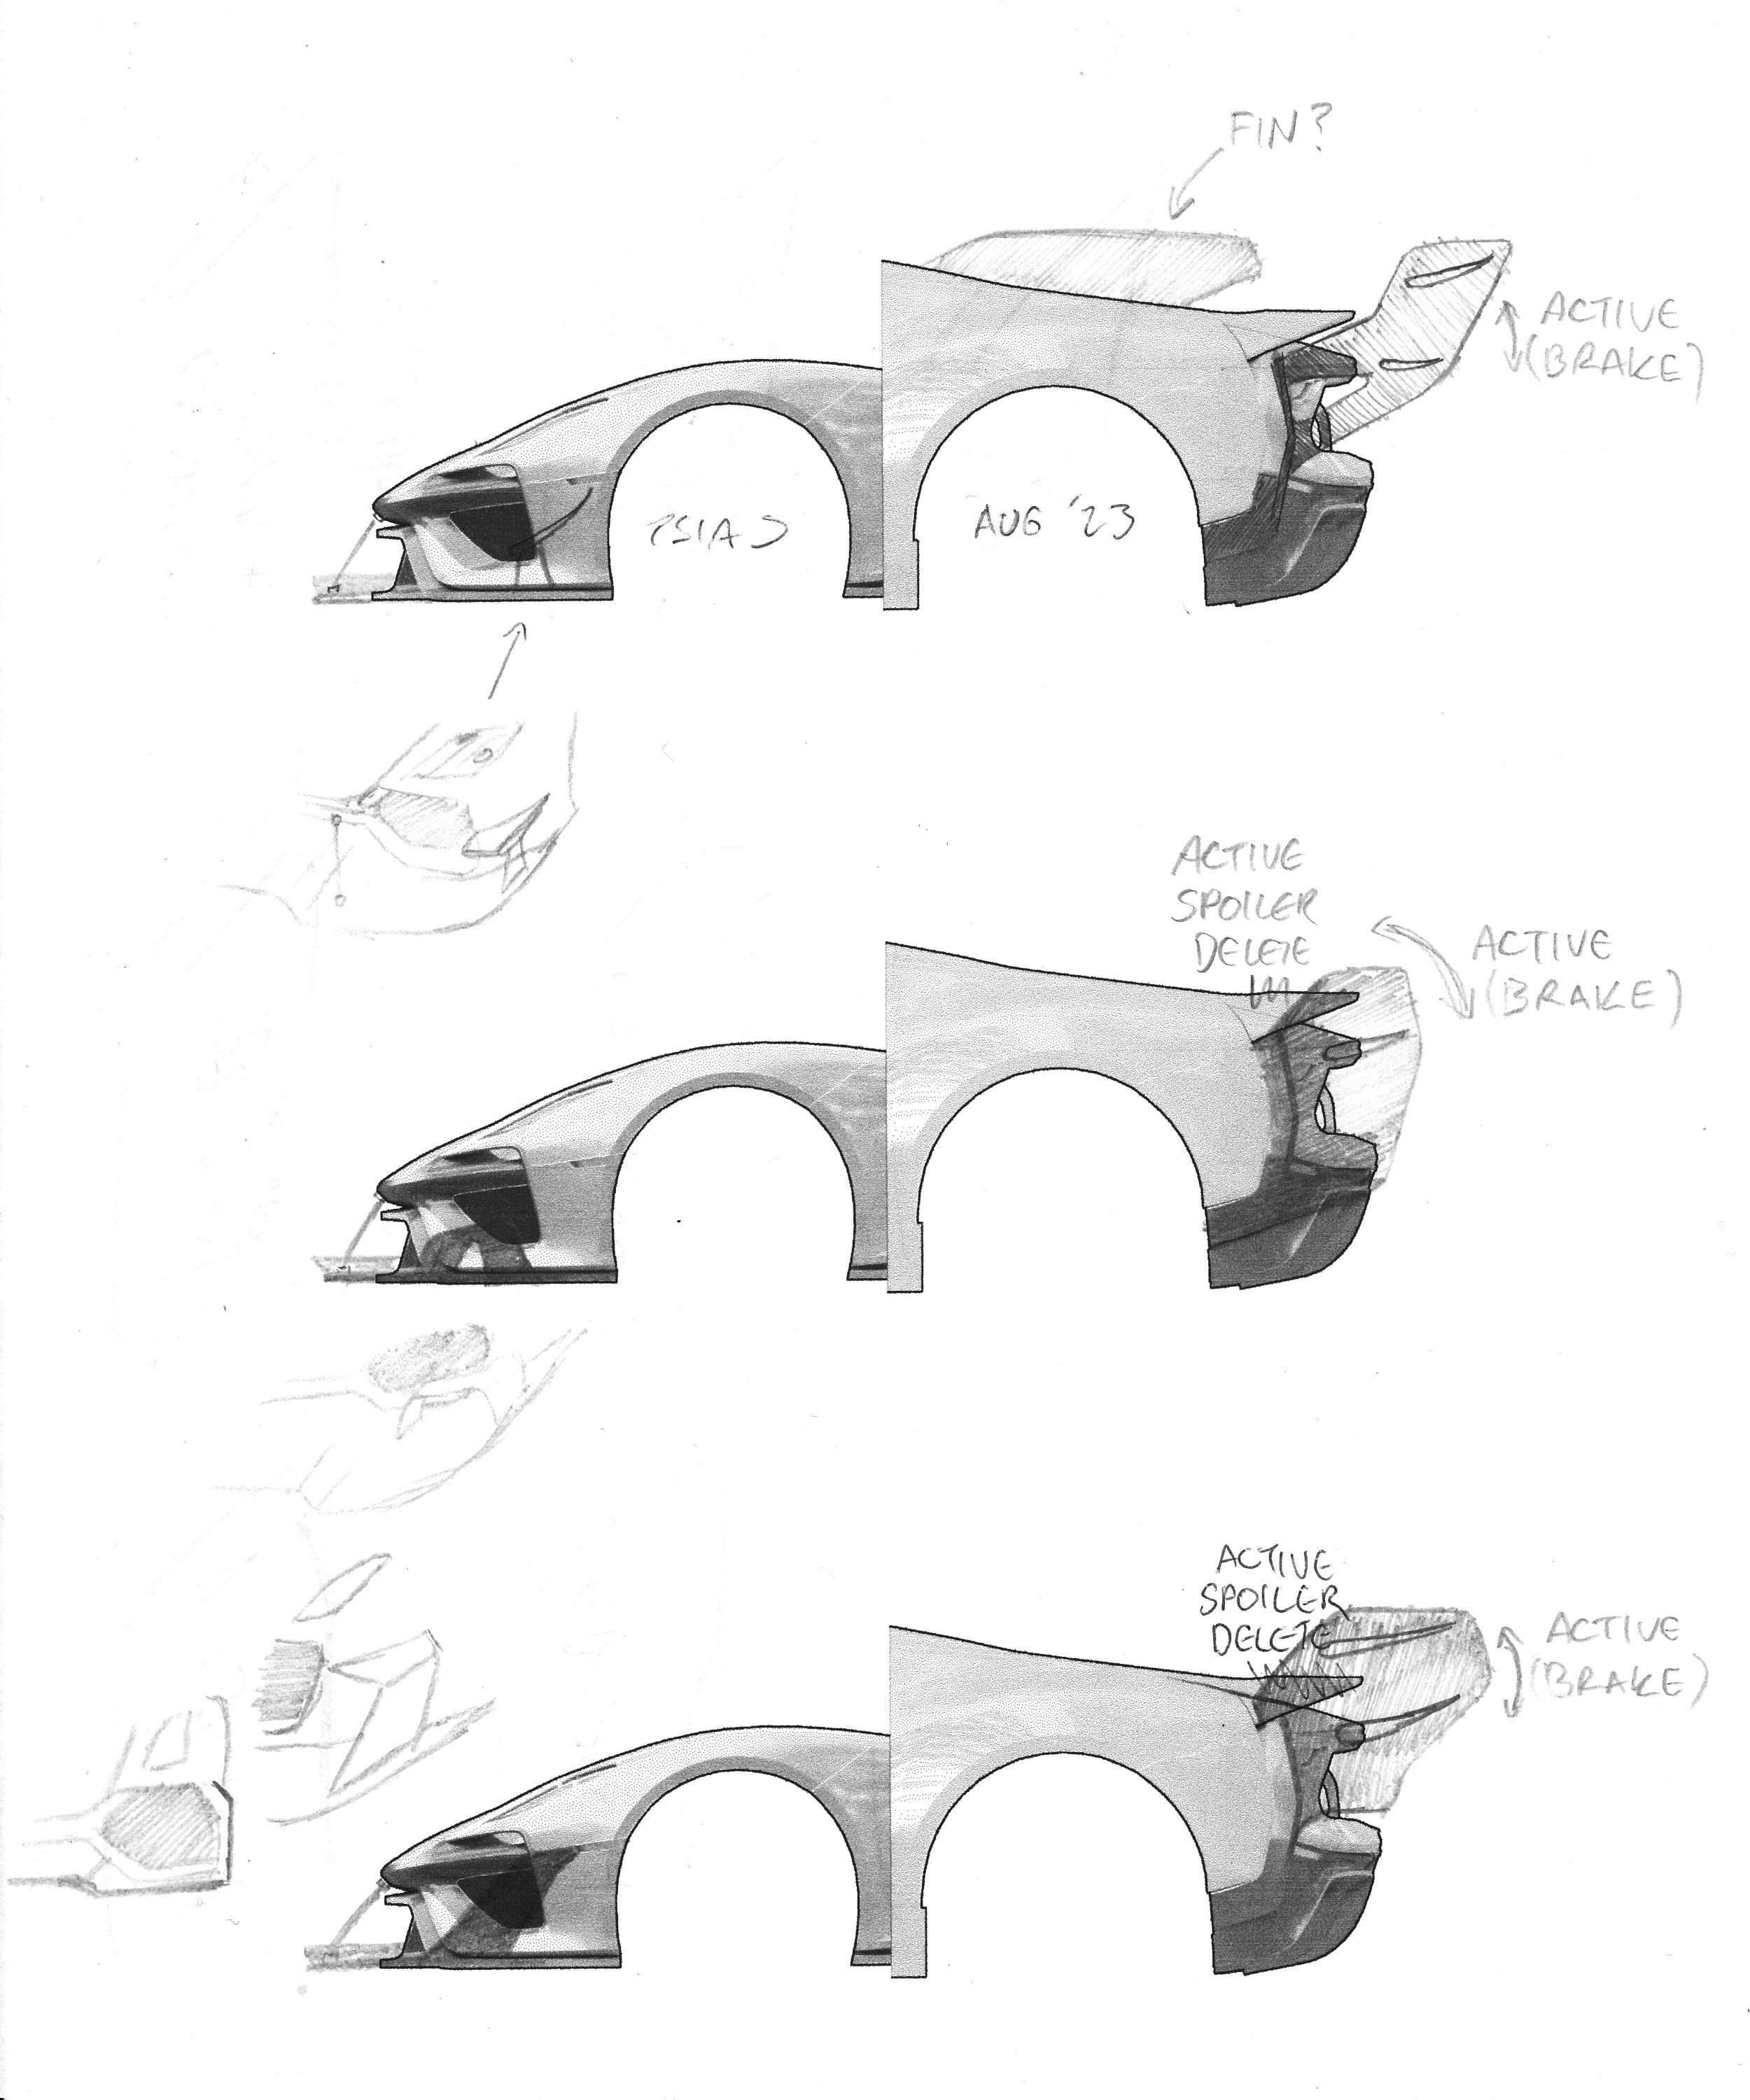 FIN?
ACTIVE
(BRAKE)
AUG '23
ACTIVE
SPOILER
DELETE
ACTIVE
(BRAKE)
ACTIVE
SPOILER
DELETE
ACTIVE
(BRAKE)